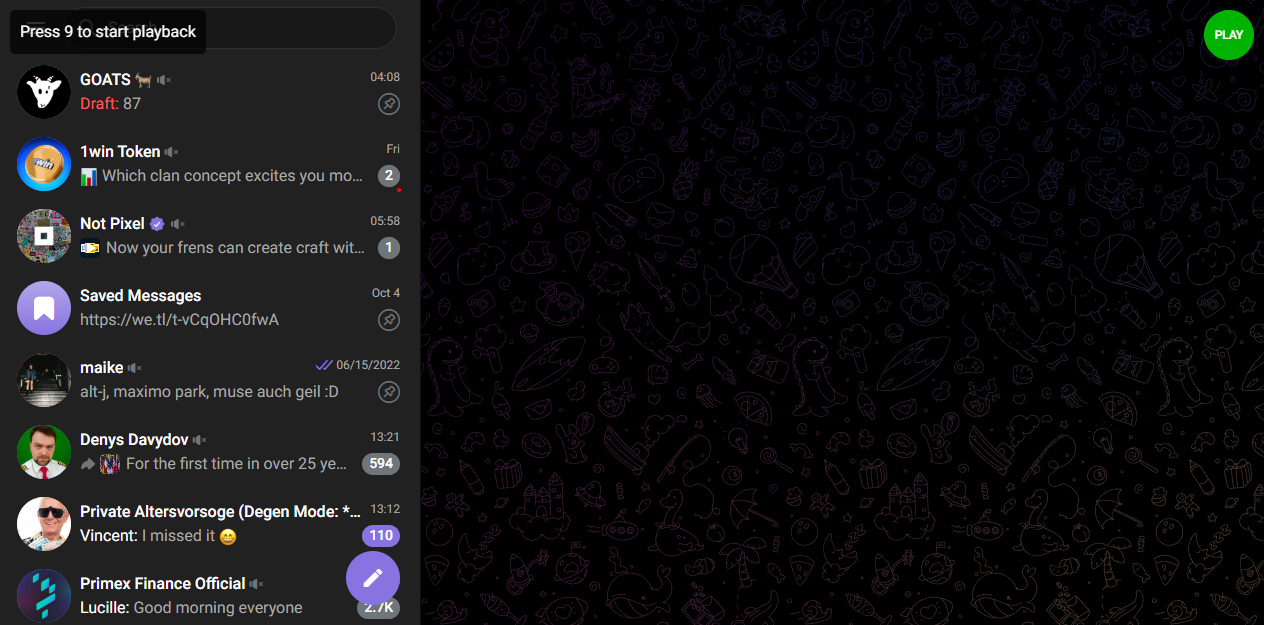 Press 9 to start playback
PLAY
GOATS 04:08
Draft: 87
1win Token Fri
Which clan concept excites you mo... 2
Not Pixel 05:58
Now your frens can create craft wit... 1
Saved Messages Oct 4
https://we.tl/t-vCqOHC0fwA
maike 06/15/2022
alt-j, maximo park, muse auch geil :D
Denys Davydov 13:21
For the first time in over 25 ye... 594
Private Altersvorsoge (Degen Mode: *... 13:12
Vincent: I missed it 😄 110
Primex Finance Official
Lucille: Good morning everyone 2.7K